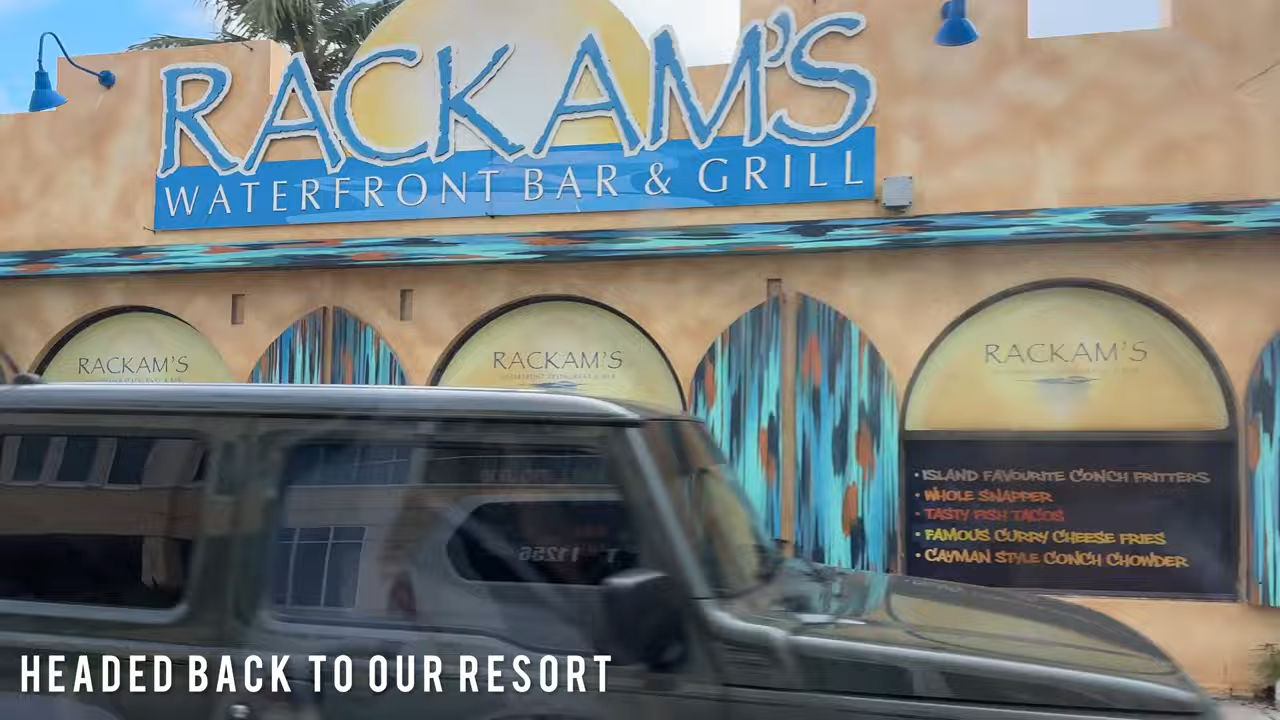 RACKAM'S
WATERFRONT BAR & GRILL
RACKAM'S
RACKAM'S
RACKAM'S
• ISLAND FAVOURITE CONCH FRITTERS
• WHOLE SNAPPER
• TASTY FISH TACOS
• FAMOUS CURRY CHEESE FRIES
• CAYMAN STYLE CONCH CHOWDER
HEADED BACK TO OUR RESORT